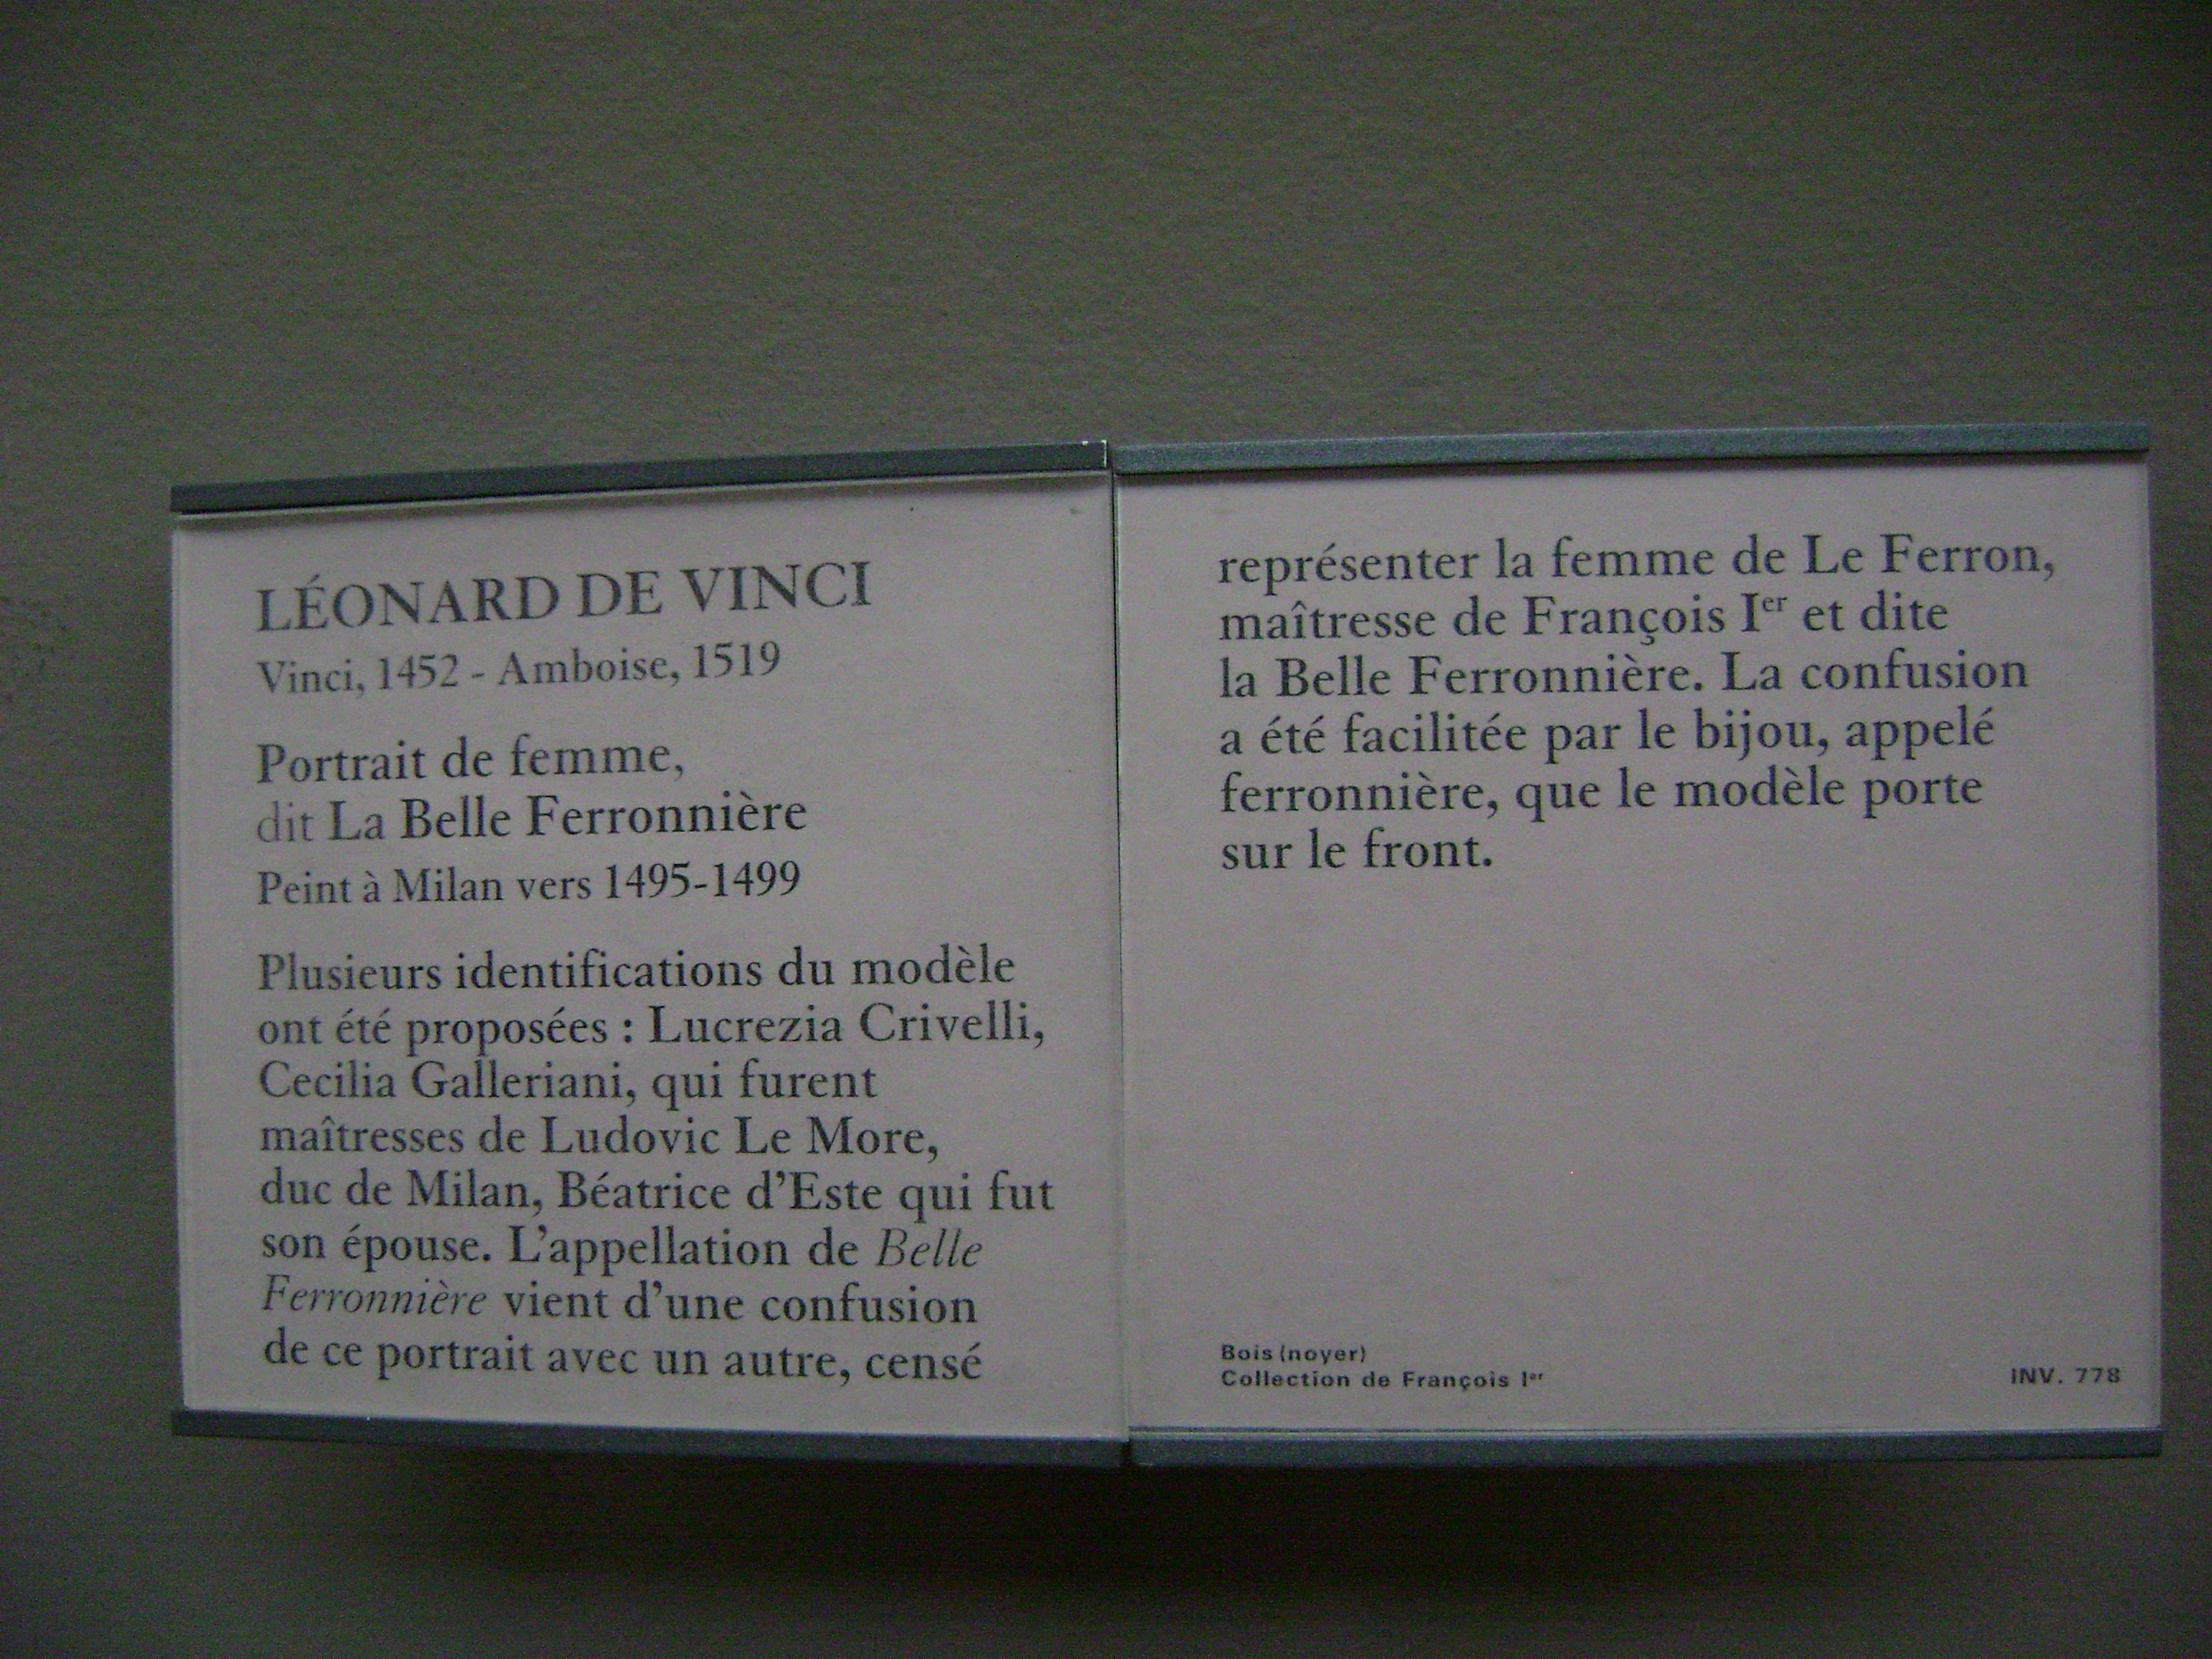 LÉONARD DE VINCI
Vinci, 1452 - Amboise, 1519
Portrait de femme,
dit La Belle Ferronnière
Peint à Milan vers 1495-1499
Plusieurs identifications du modèle
ont été proposées : Lucrezia Crivelli,
Cecilia Galleriani, qui furent
maîtresses de Ludovic Le More,
duc de Milan, Béatrice d'Este qui fut
son épouse. L'appellation de Belle
Ferronnière vient d'une confusion
de ce portrait avec un autre, censé
représenter la femme de Le Ferron,
maîtresse de François Ier et dite
la Belle Ferronnière. La confusion
a été facilitée par le bijou, appelé
ferronnière, que le modèle porte
sur le front.
Bois (noyer)
Collection de François Ier
INV. 778